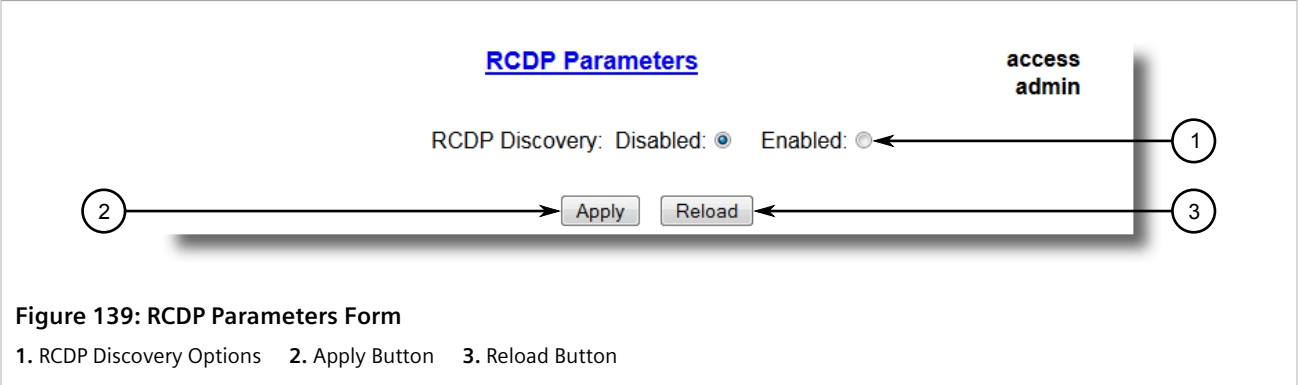 RCDP Parameters
access
admin
RCDP Discovery: Disabled: Enabled:
1
2
Apply
Reload
3
Figure 139: RCDP Parameters Form
1. RCDP Discovery Options 2. Apply Button 3. Reload Button